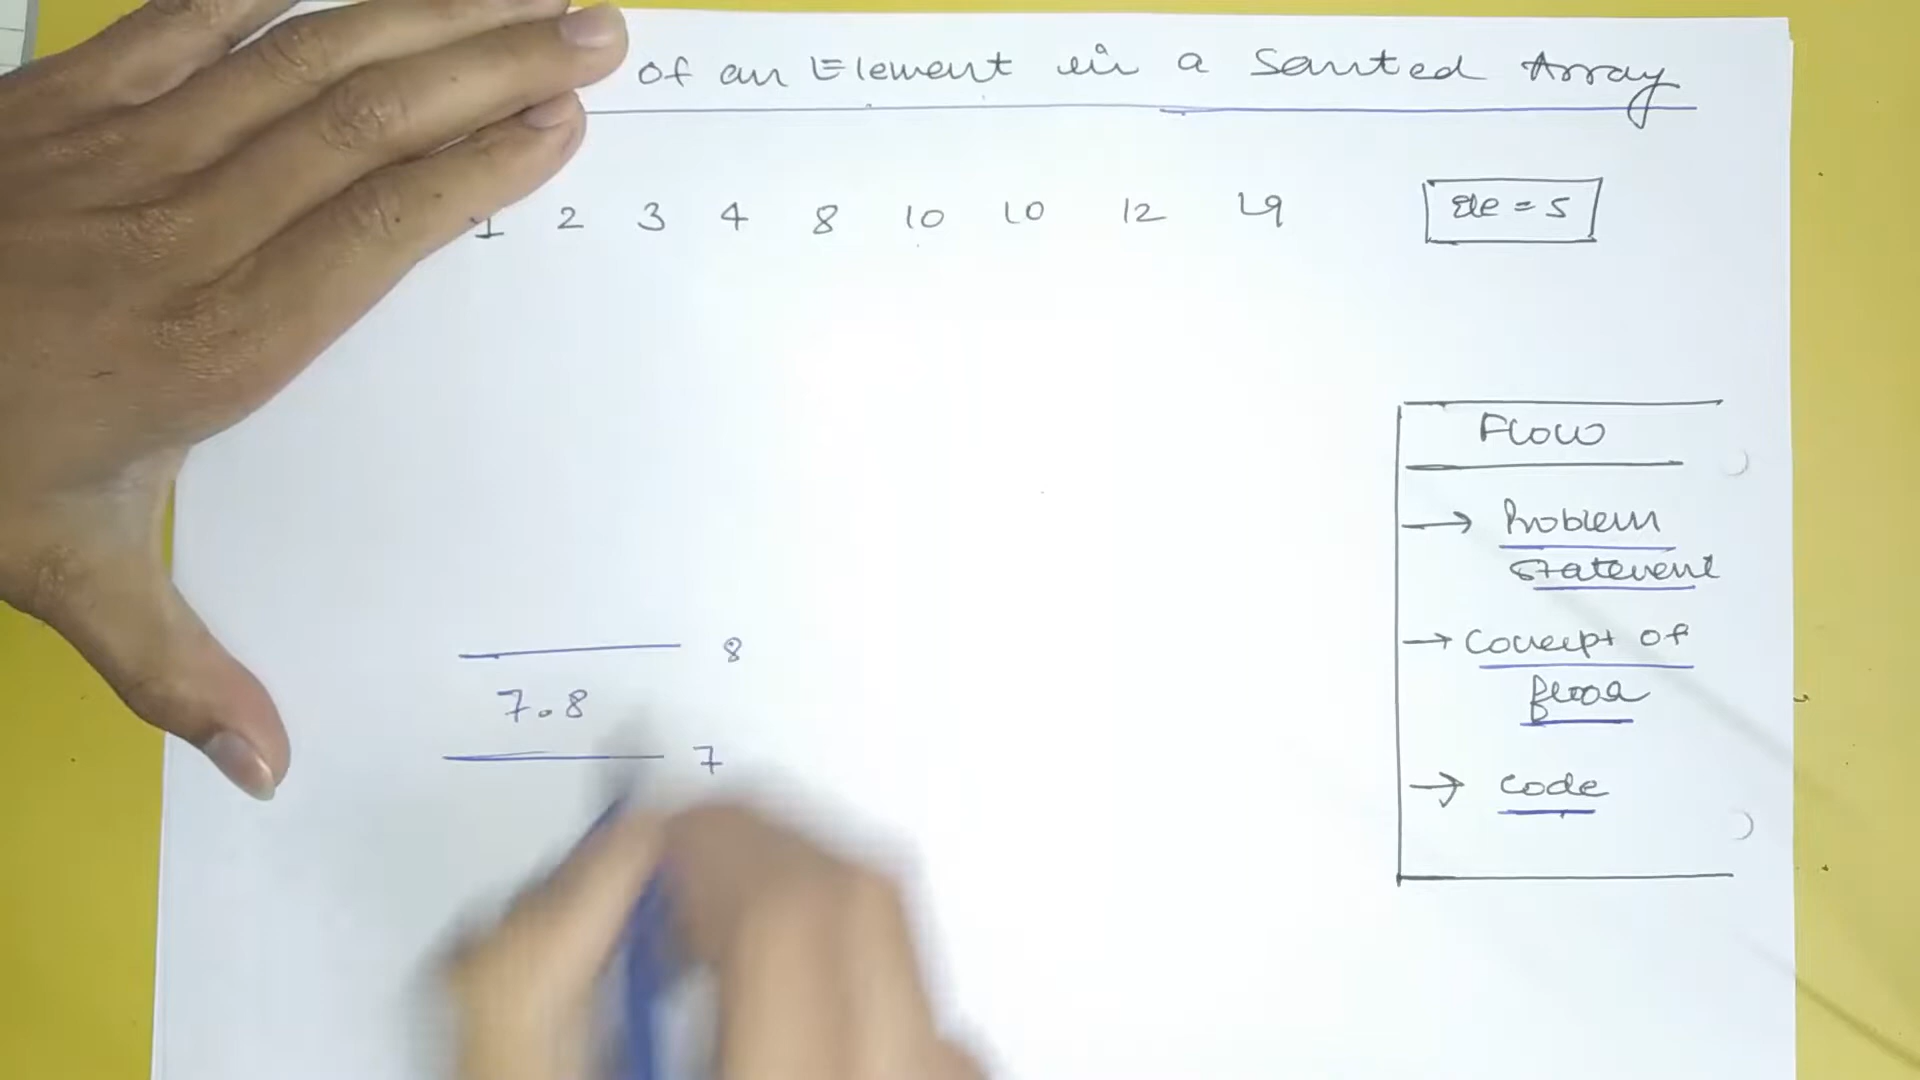 of an Element in a Sorted Array
1 2 3 4 8 10 10 12 19
ele = 5
Flow
→ Problem
statement
→ Concept of
floor
→ code
8
7.8
7